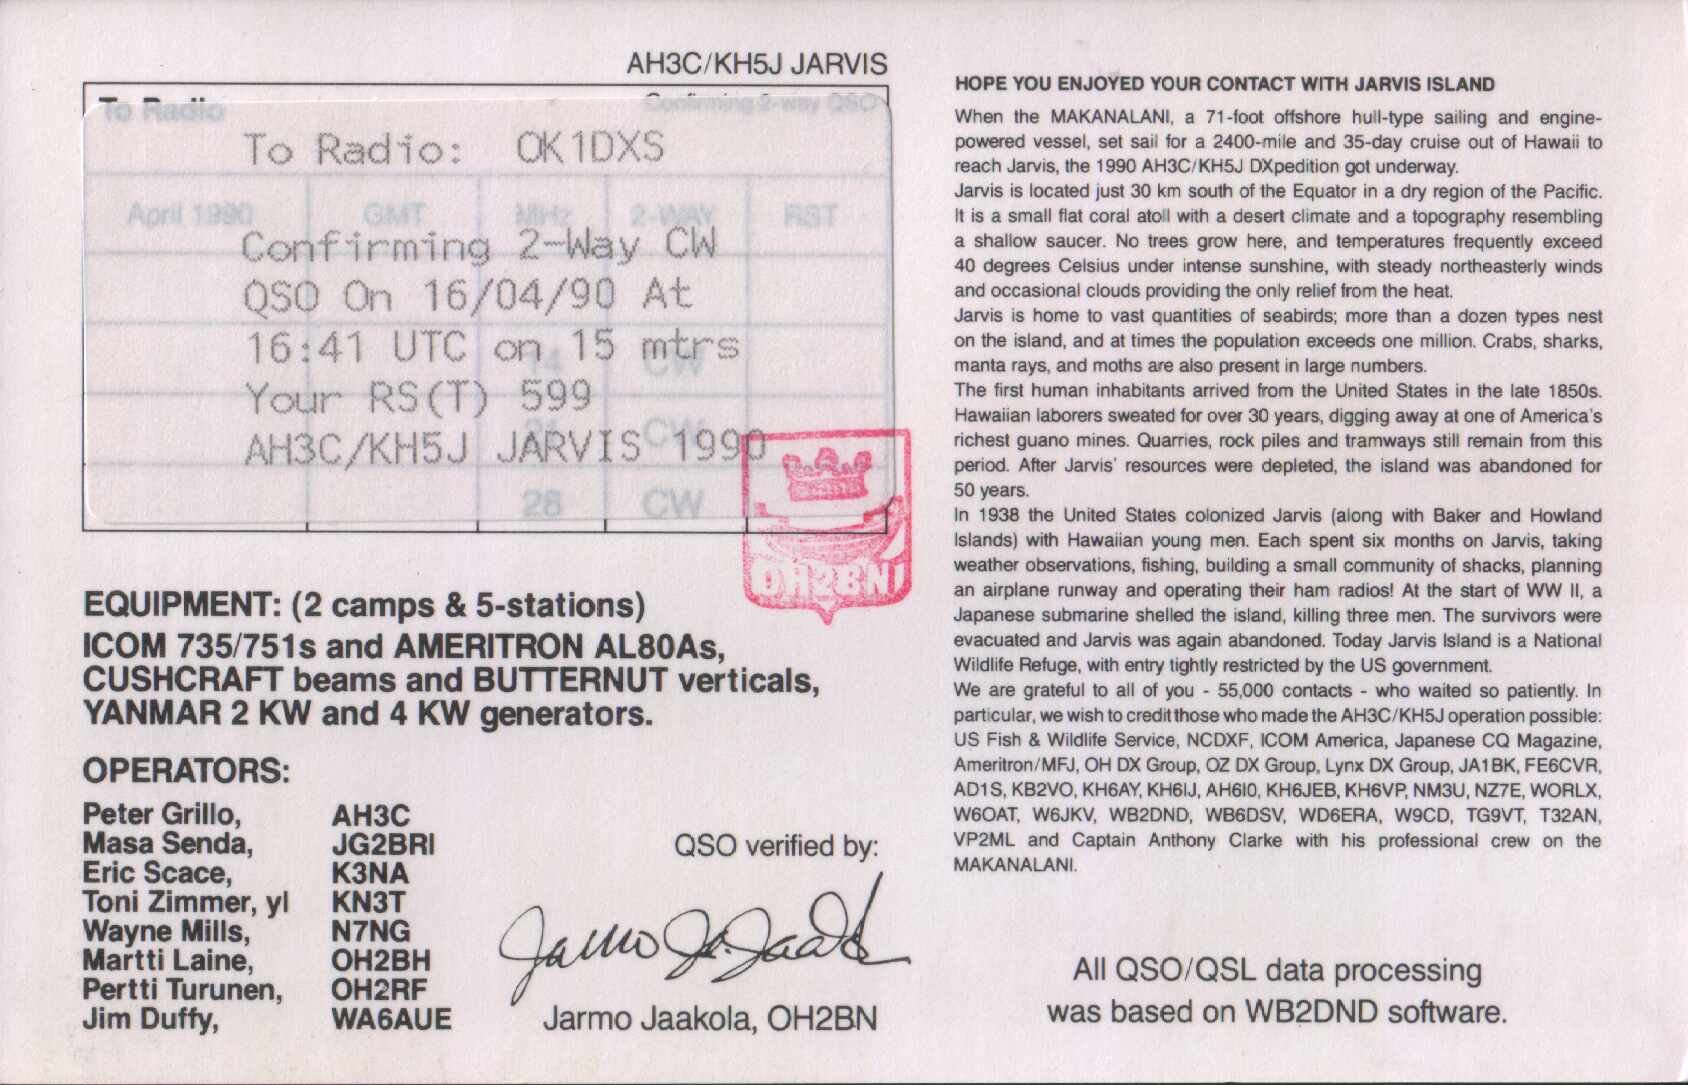 AH3C/KH5J JARVIS
To Radio
Confirming 2-way QSO
To Radio: OK1DXS
April 1990 GMT MHz 2-WAY RST
Confirming 2-Way CW
QSO On 16/04/90 At
16:41 UTC on 15 mtrs
14 CW
Your RS(T) 599
21 CW
AH3C/KH5J JARVIS 1990
28 CW
OH2BN
EQUIPMENT: (2 camps & 5-stations)
ICOM 735/751s and AMERITRON AL80As,
CUSHCRAFT beams and BUTTERNUT verticals,
YANMAR 2 KW and 4 KW generators.
OPERATORS:
Peter Grillo, AH3C
Masa Senda, JG2BRI
Eric Scace, K3NA
Toni Zimmer, yl KN3T
Wayne Mills, N7NG
Martti Laine, OH2BH
Pertti Turunen, OH2RF
Jim Duffy, WA6AUE
QSO verified by:
Jarmo J. Jaakola
Jarmo Jaakola, OH2BN
HOPE YOU ENJOYED YOUR CONTACT WITH JARVIS ISLAND
When the MAKANALANI, a 71-foot offshore hull-type sailing and engine-
powered vessel, set sail for a 2400-mile and 35-day cruise out of Hawaii to
reach Jarvis, the 1990 AH3C/KH5J DXpedition got underway.
Jarvis is located just 30 km south of the Equator in a dry region of the Pacific.
It is a small flat coral atoll with a desert climate and a topography resembling
a shallow saucer. No trees grow here, and temperatures frequently exceed
40 degrees Celsius under intense sunshine, with steady northeasterly winds
and occasional clouds providing the only relief from the heat.
Jarvis is home to vast quantities of seabirds; more than a dozen types nest
on the island, and at times the population exceeds one million. Crabs, sharks,
manta rays, and moths are also present in large numbers.
The first human inhabitants arrived from the United States in the late 1850s.
Hawaiian laborers sweated for over 30 years, digging away at one of America's
richest guano mines. Quarries, rock piles and tramways still remain from this
period. After Jarvis' resources were depleted, the island was abandoned for
50 years.
In 1938 the United States colonized Jarvis (along with Baker and Howland
Islands) with Hawaiian young men. Each spent six months on Jarvis, taking
weather observations, fishing, building a small community of shacks, planning
an airplane runway and operating their ham radios! At the start of WW II, a
Japanese submarine shelled the island, killing three men. The survivors were
evacuated and Jarvis was again abandoned. Today Jarvis Island is a National
Wildlife Refuge, with entry tightly restricted by the US government.
We are grateful to all of you - 55,000 contacts - who waited so patiently. In
particular, we wish to credit those who made the AH3C/KH5J operation possible:
US Fish & Wildlife Service, NCDXF, ICOM America, Japanese CQ Magazine,
Ameritron/MFJ, OH DX Group, OZ DX Group, Lynx DX Group, JA1BK, FE6CVR,
AD1S, KB2VO, KH6AY, KH6IJ, AH6IO, KH6JEB, KH6VP, NM3U, NZ7E, WORLX,
W6OAT, W6JKV, WB2DND, WB6DSV, WD6ERA, W9CD, TG9VT, T32AN,
VP2ML and Captain Anthony Clarke with his professional crew on the
MAKANALANI.
All QSO/QSL data processing
was based on WB2DND software.